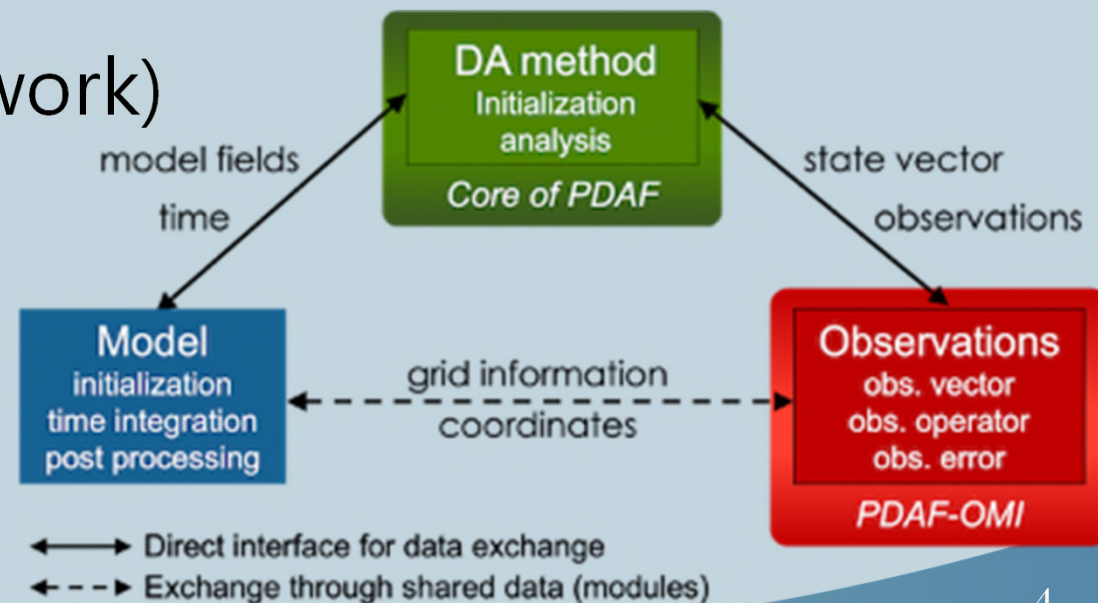 work)
DA method
Initialization
analysis
Core of PDAF
model fields
time
state vector
observations
Model
initialization
time integration
post processing
grid information
coordinates
Observations
obs. vector
obs. operator
obs. error
PDAF-OMI
Direct interface for data exchange
Exchange through shared data (modules)
4